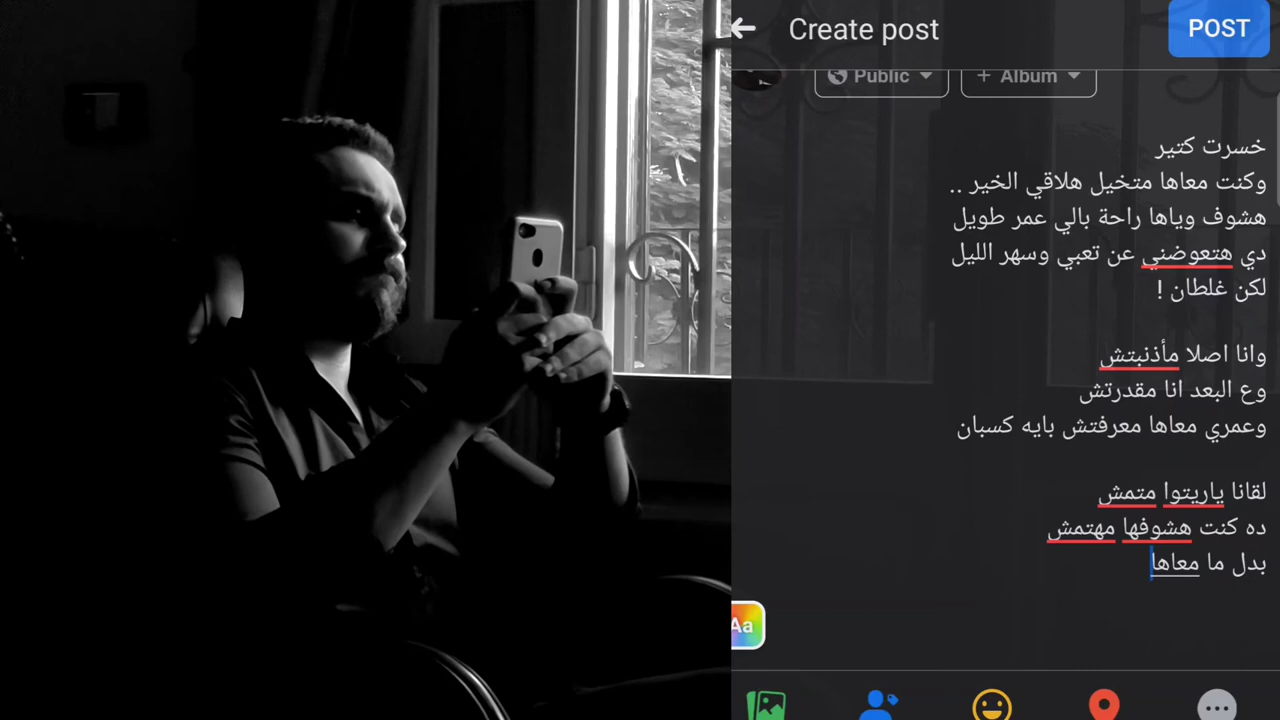 Create post
POST
Public
+ Album
خسرت كتير
وكنت معاها متخيل هلاقي الخير ..
هشوف وياها راحة بالي عمر طويل
دي هتعوضني عن تعبي وسهر الليل
لكن غلطان !
وانا اصلا مأذنبتش
وع البعد انا مقدرتش
وعمري معاها معرفتش بايه كسبان
لقانا ياريتوا متمش
ده كنت هشوفها مهتمش
بدل ما معاها
Aa